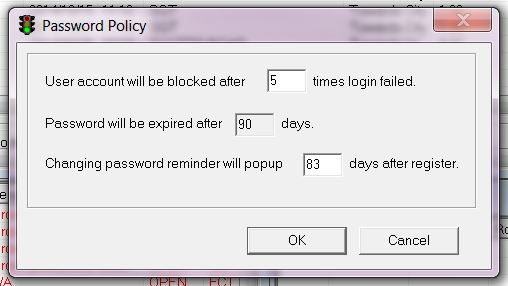 Password Policy
User account will be blocked after 5 times login failed.
Password will be expired after 90 days.
Changing password reminder will popup 83 days after register.
OK Cancel
OPEN